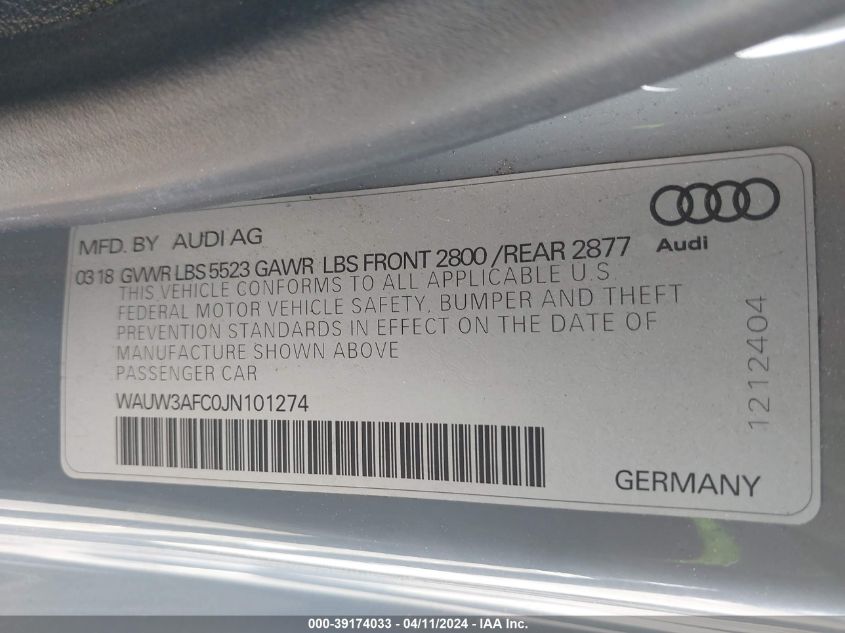 MFD. BY AUDI AG
Audi
03 18 GVWR LBS 5523 GAWR LBS FRONT 2800 /REAR 2877
THIS VEHICLE CONFORMS TO ALL APPLICABLE U.S.
FEDERAL MOTOR VEHICLE SAFETY, BUMPER AND THEFT
PREVENTION STANDARDS IN EFFECT ON THE DATE OF
MANUFACTURE SHOWN ABOVE
PASSENGER CAR
WAUW3AFC0JN101274
1212404
GERMANY
000-39174033 - 04/11/2024 - IAA Inc.